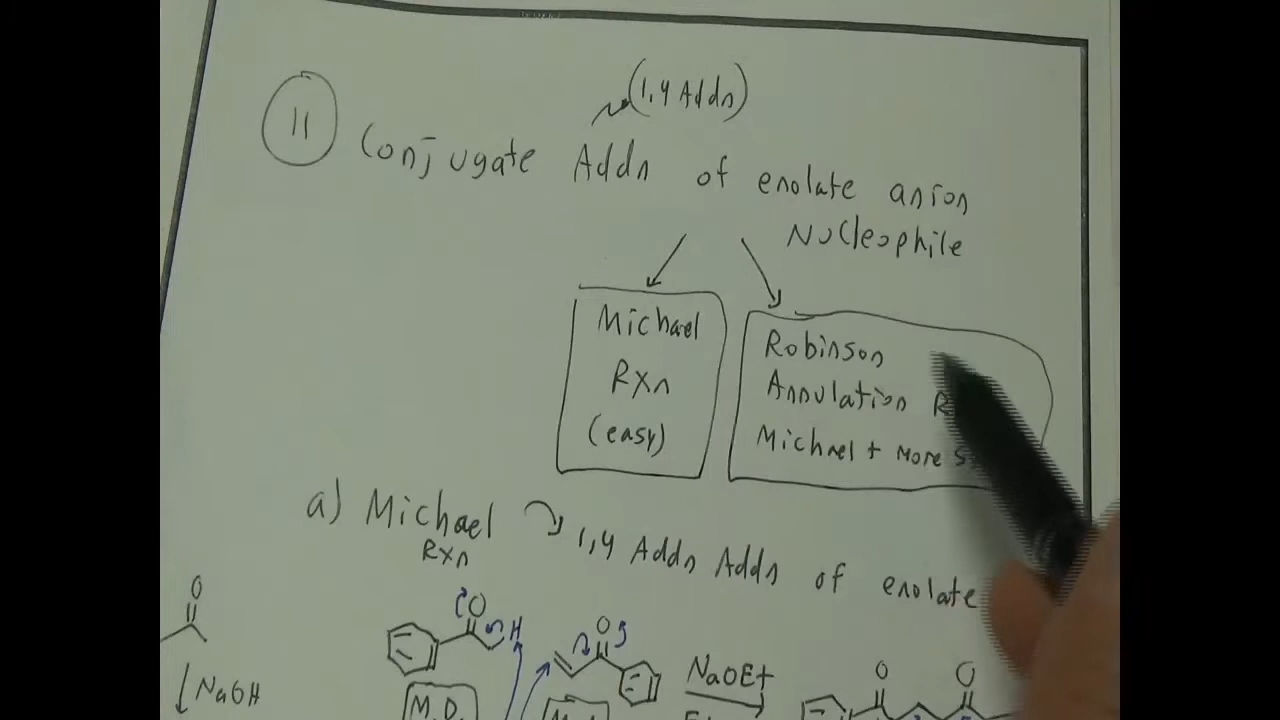 11
(1,4 Addn)
Conjugate Addn of enolate anion
Nucleophile
Michael
Rxn
(easy)
Robinson
Annulation
Michael + more
a) Michael
Rxn
1,4 Addn Addn of enolate
O
NaOH
O
H
M.D.
O
NaOEt
O
O